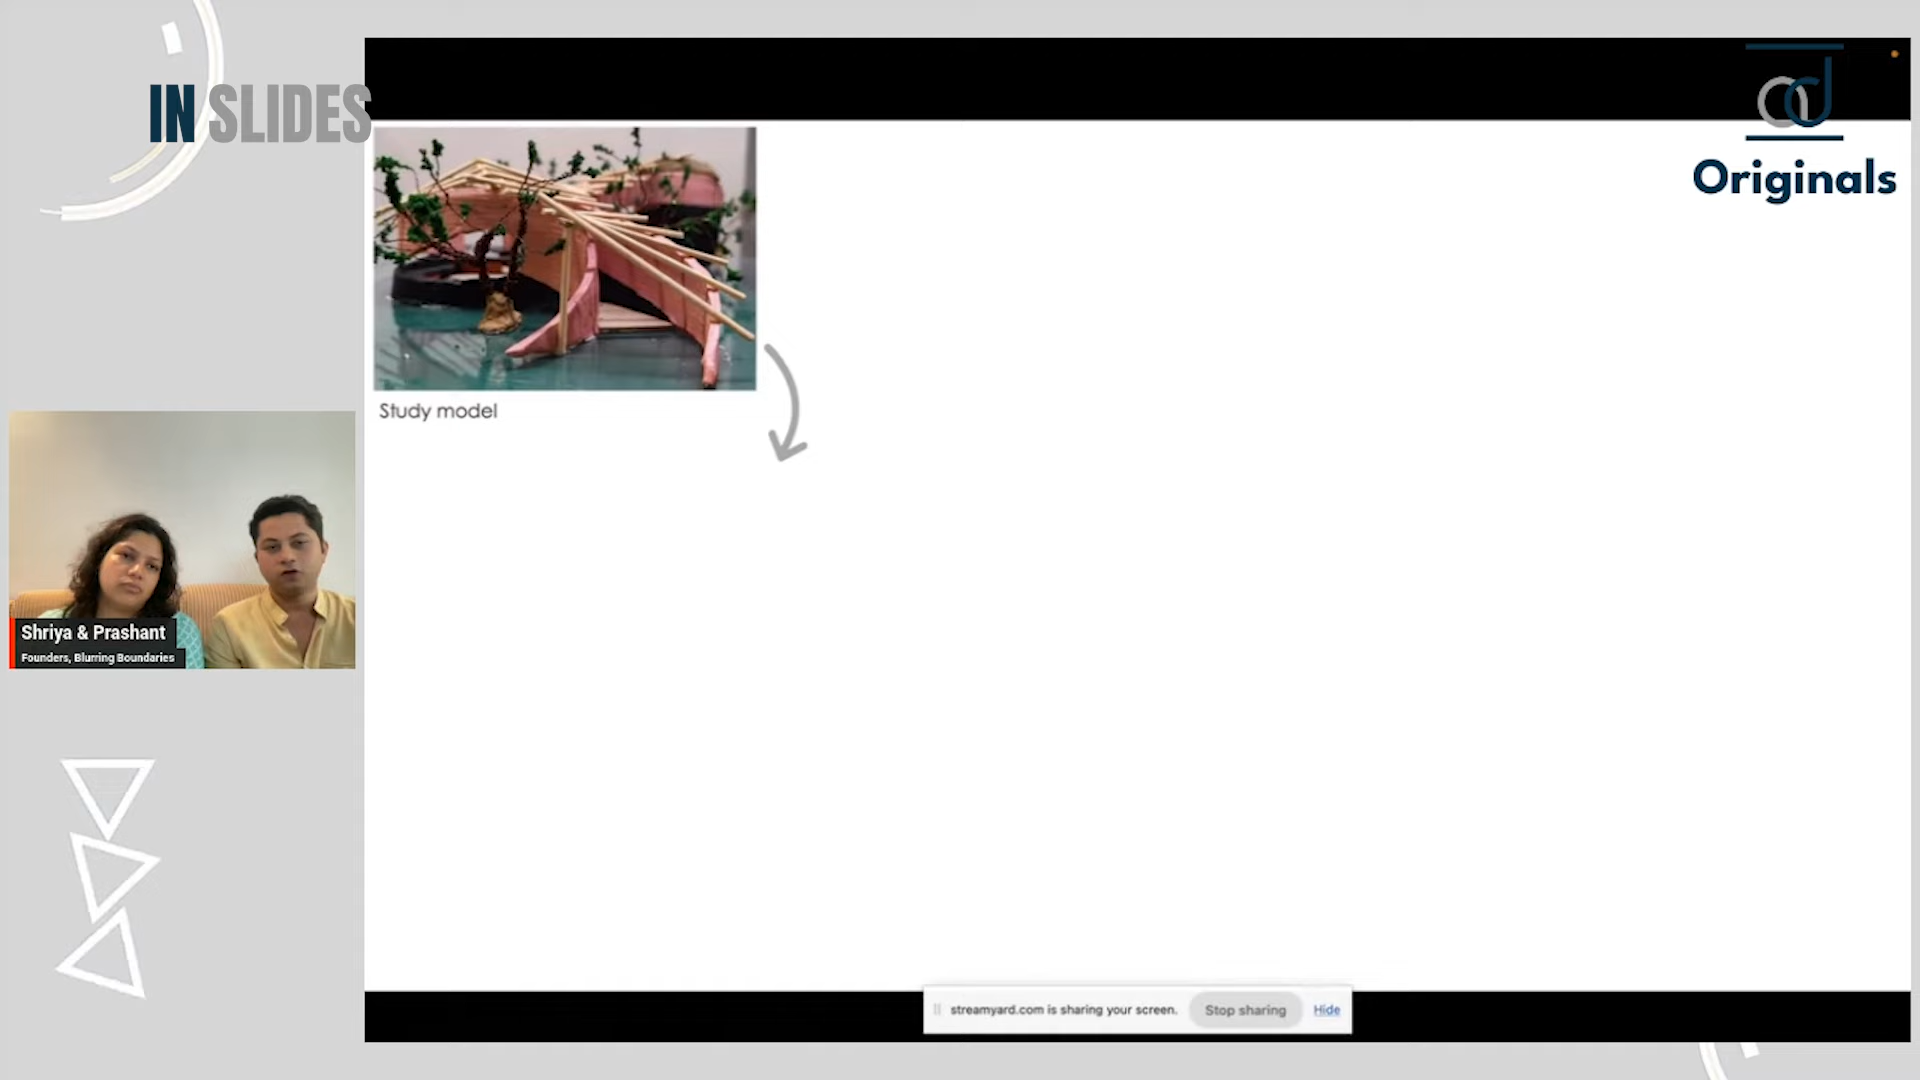 IN SLIDES
ad
Originals
Study model
Shriya & Prashant
Founders, Blurring Boundaries
streamyard.com is sharing your screen.
Stop sharing
Hide